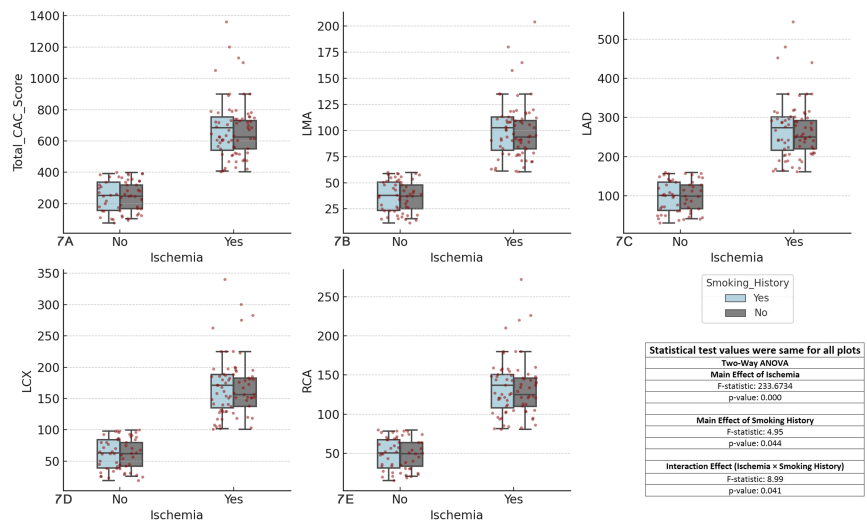 1400
1200
1000
800
600
400
200
Total_CAC_Score
7A
No
Yes
Ischemia
200
175
150
125
100
75
50
25
LMA
7B
No
Yes
Ischemia
500
400
300
200
100
LAD
7C
No
Yes
Ischemia
350
300
250
200
150
100
50
LCX
7D
No
Yes
Ischemia
250
200
150
100
50
RCA
7E
No
Yes
Ischemia
Smoking_History
Yes
No
Statistical test values were same for all plots
Two-Way ANOVA
Main Effect of Ischemia
F-statistic: 233.6734
p-value: 0.000
Main Effect of Smoking History
F-statistic: 4.95
p-value: 0.044
Interaction Effect (Ischemia × Smoking History)
F-statistic: 8.99
p-value: 0.041